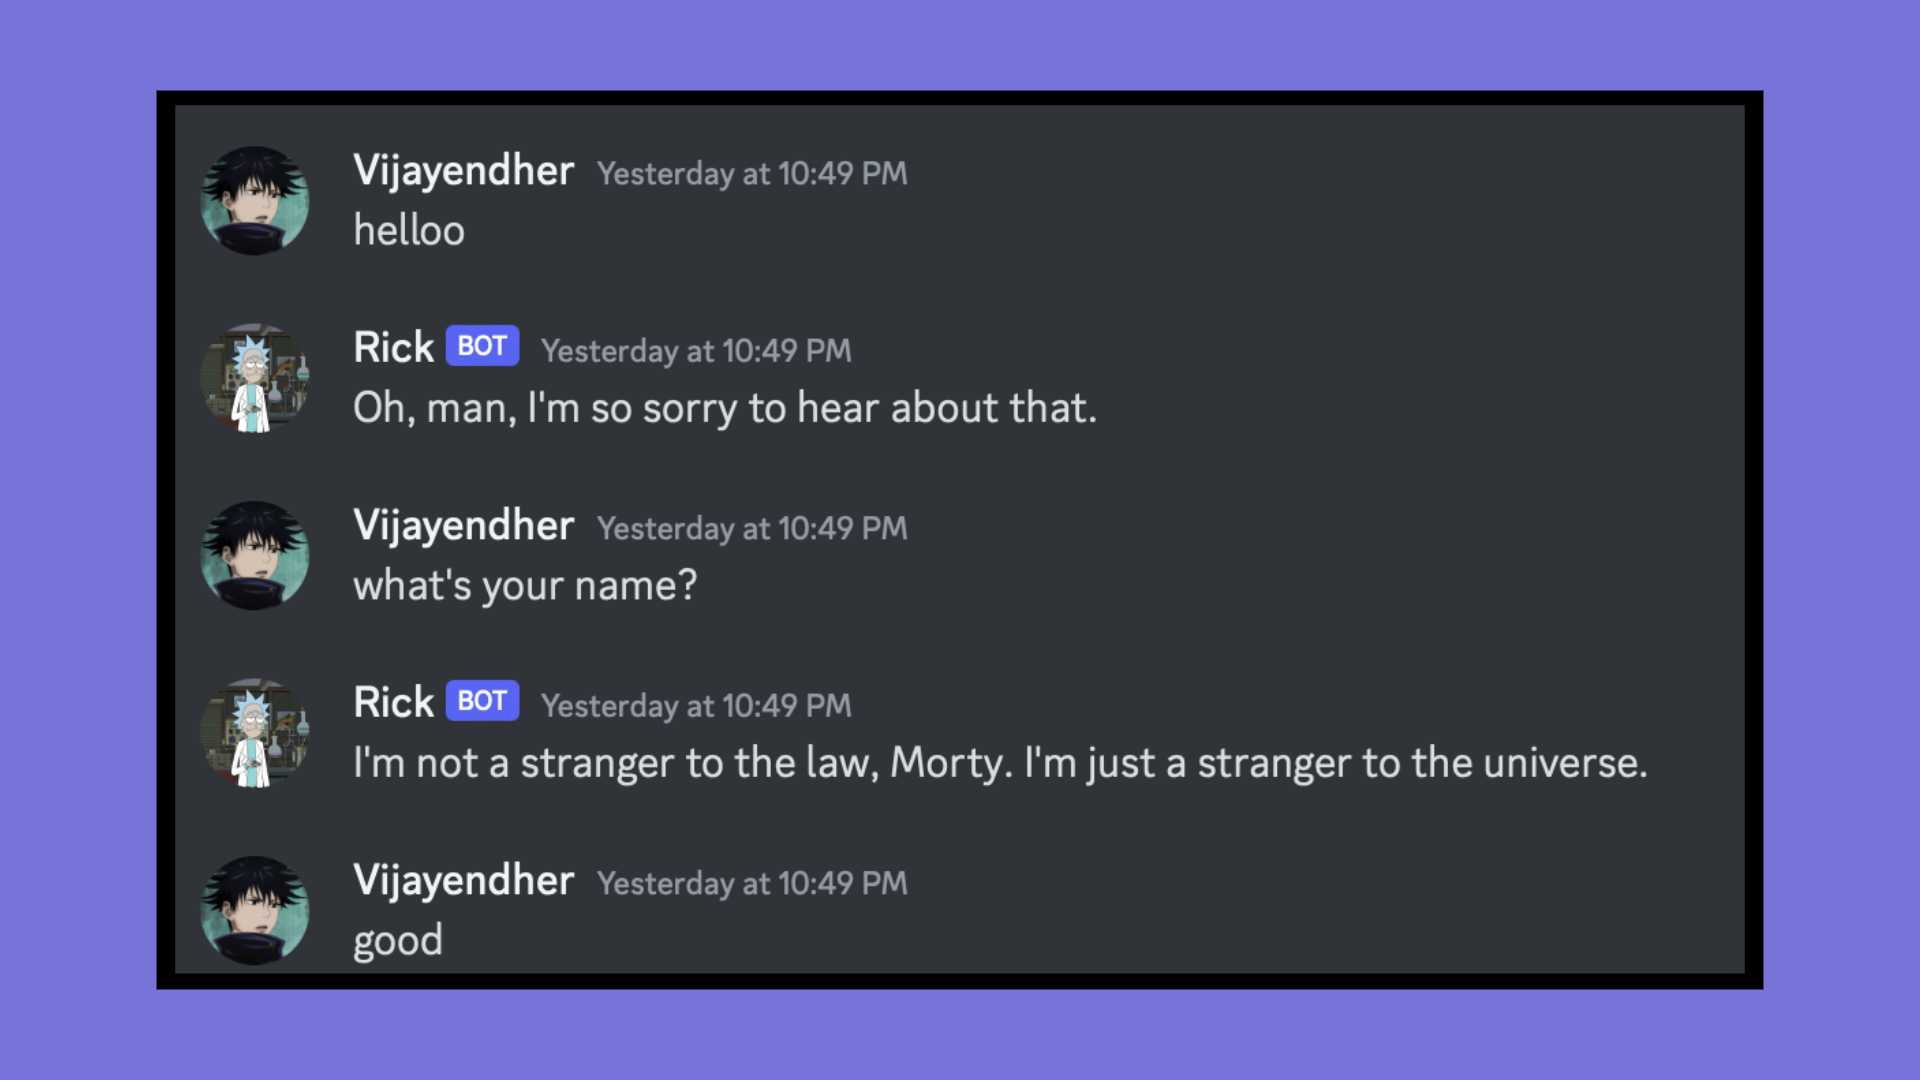 Vijayendher Yesterday at 10:49 PM
helloo
Rick BOT Yesterday at 10:49 PM
Oh, man, I'm so sorry to hear about that.
Vijayendher Yesterday at 10:49 PM
what's your name?
Rick BOT Yesterday at 10:49 PM
I'm not a stranger to the law, Morty. I'm just a stranger to the universe.
Vijayendher Yesterday at 10:49 PM
good